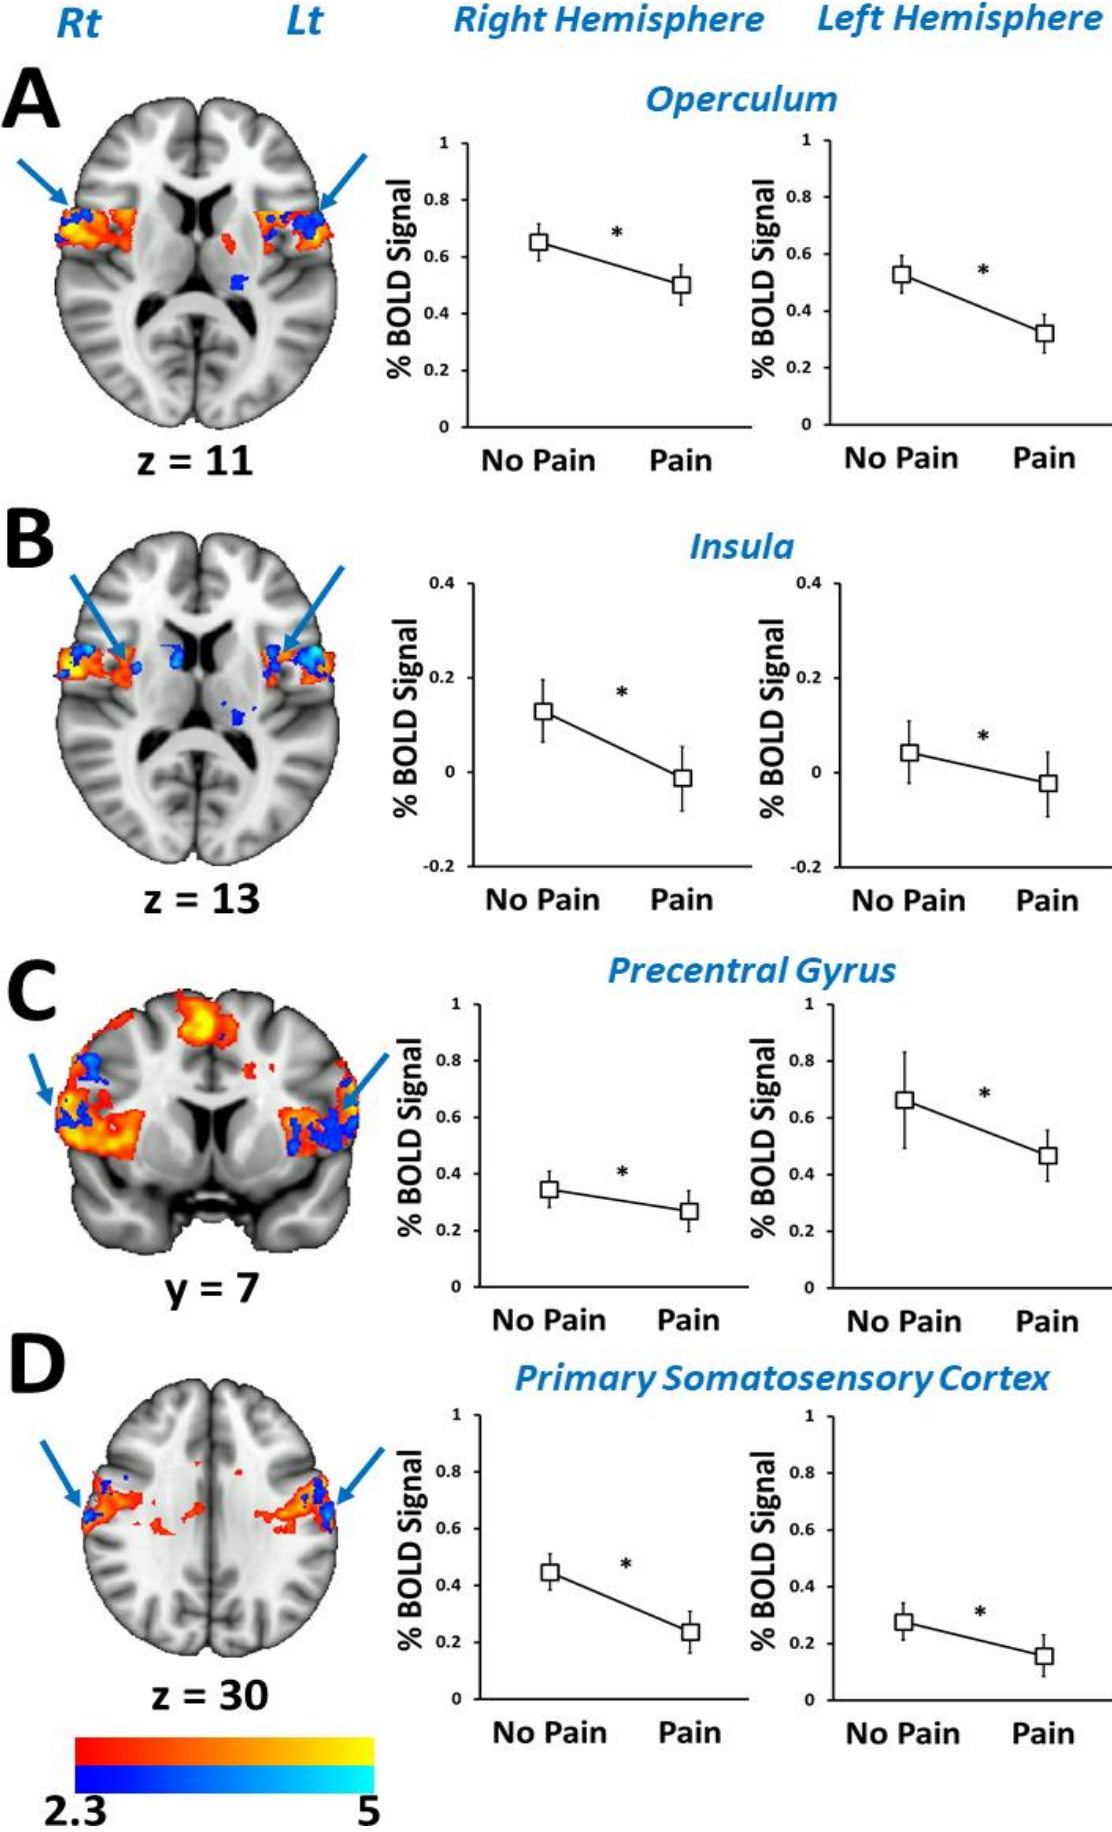 Rt Lt Right Hemisphere Left Hemisphere
A
Operculum
% BOLD Signal
1
0.8
0.6
0.4
0.2
0
No Pain Pain
% BOLD Signal
1
0.8
0.6
0.4
0.2
0
No Pain Pain
*
*
z = 11
B
Insula
% BOLD Signal
0.4
0.2
0
-0.2
No Pain Pain
% BOLD Signal
0.4
0.2
0
-0.2
No Pain Pain
*
*
z = 13
C
Precentral Gyrus
% BOLD Signal
1
0.8
0.6
0.4
0.2
0
No Pain Pain
% BOLD Signal
1
0.8
0.6
0.4
0.2
0
No Pain Pain
*
*
y = 7
D
Primary Somatosensory Cortex
% BOLD Signal
1
0.8
0.6
0.4
0.2
0
No Pain Pain
% BOLD Signal
1
0.8
0.6
0.4
0.2
0
No Pain Pain
*
*
z = 30
2.3 5